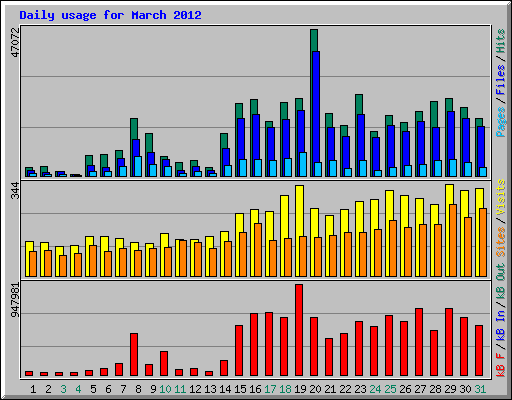 Daily usage for March 2012
47072
Pages / Files / Hits
344
Sites / Visits
947981
kB F / kB In / kB Out
1 2 3 4 5 6 7 8 9 10 11 12 13 14 15 16 17 18 19 20 21 22 23 24 25 26 27 28 29 30 31